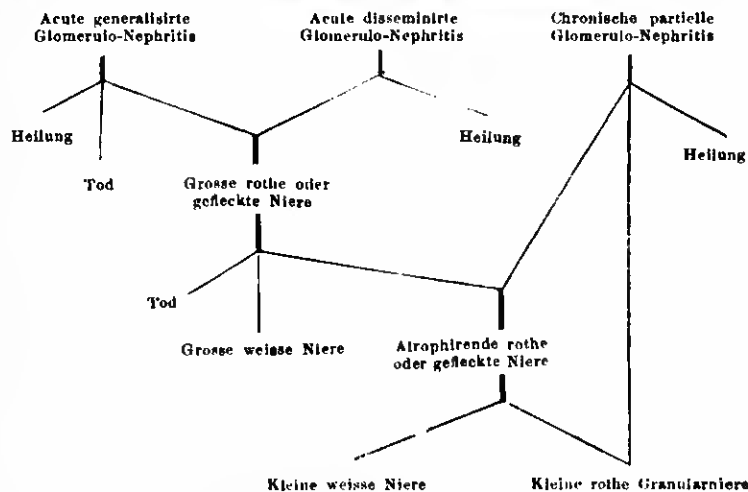 Acute generalisirte
Glomerulo-Nephritis
Acute disseminirte
Glomerulo-Nephritis
Chronische partielle
Glomerulo-Nephritis
Heilung
Tod
Heilung
Heilung
Grosse rothe oder
gefleckte Niere
Tod
Grosse weisse Niere
Atrophirende rothe
oder gefleckte Niere
Kleine weisse Niere
Kleine rothe Granularniere